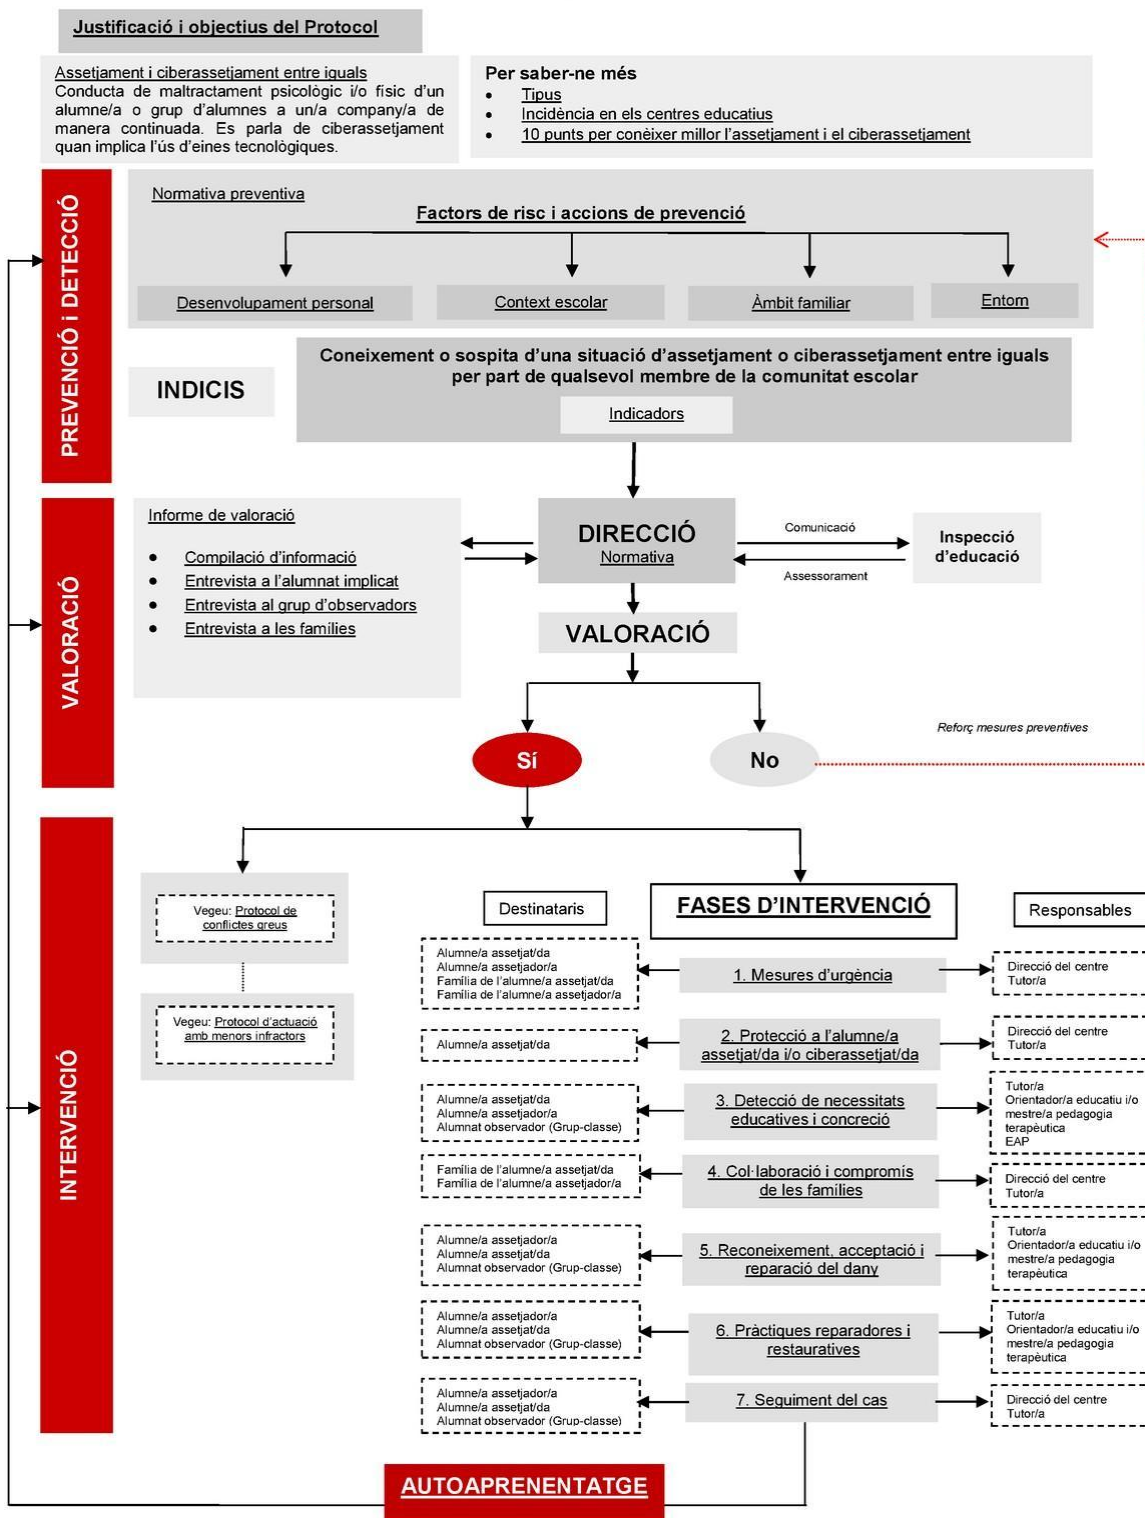 Justificació i objectius del Protocol
Assetjament i ciberassetjament entre iguals
Conducta de maltractament psicològic i/o físic d'un
alumne/a o grup d'alumnes a un/a company/a de
manera continuada. Es parla de ciberassetjament
quan implica l'ús d'eines tecnològiques.
Per saber-ne més
• Tipus
• Incidència en els centres educatius
• 10 punts per conèixer millor l'assetjament i el ciberassetjament
PREVENCIÓ i DETECCIÓ
Normativa preventiva
Factors de risc i accions de prevenció
Desenvolupament personal
Context escolar
Àmbit familiar
Entorn
INDICIS
Coneixement o sospita d'una situació d'assetjament o ciberassetjament entre iguals
per part de qualsevol membre de la comunitat escolar
Indicadors
VALORACIÓ
Informe de valoració
• Compilació d'informació
• Entrevista a l'alumnat implicat
• Entrevista al grup d'observadors
• Entrevista a les famílies
DIRECCIÓ
Normativa
Comunicació
Assessorament
Inspecció
d'educació
VALORACIÓ
Sí
No
Reforç mesures preventives
INTERVENCIÓ
Vegeu: Protocol de
conflictes greus
Vegeu: Protocol d'actuació
amb menors infractors
Destinataris
FASES D'INTERVENCIÓ
Responsables
Alumne/a assetjat/da
Alumne/a assetjador/a
Família de l'alumne/a assetjat/da
Família de l'alumne/a assetjador/a
1. Mesures d'urgència
Direcció del centre
Tutor/a
Alumne/a assetjat/da
2. Protecció a l'alumne/a
assetjat/da i/o ciberassetjat/da
Direcció del centre
Tutor/a
Alumne/a assetjat/da
Alumne/a assetjador/a
Alumnat observador (Grup-classe)
3. Detecció de necessitats
educatives i concreció
Tutor/a
Orientador/a educatiu i/o
mestre/a pedagogia
terapèutica
EAP
Família de l'alumne/a assetjat/da
Família de l'alumne/a assetjador/a
4. Col·laboració i compromís
de les famílies
Direcció del centre
Tutor/a
Alumne/a assetjador/a
Alumne/a assetjat/da
Alumnat observador (Grup-classe)
5. Reconeixement, acceptació i
reparació del dany
Tutor/a
Orientador/a educatiu i/o
mestre/a pedagogia
terapèutica
Alumne/a assetjador/a
Alumne/a assetjat/da
Alumnat observador (Grup-classe)
6. Pràctiques reparadores i
restauratives
Tutor/a
Orientador/a educatiu i/o
mestre/a pedagogia
terapèutica
Alumne/a assetjador/a
Alumne/a assetjat/da
Alumnat observador (Grup-classe)
7. Seguiment del cas
Direcció del centre
Tutor/a
AUTOAPRENENTATGE